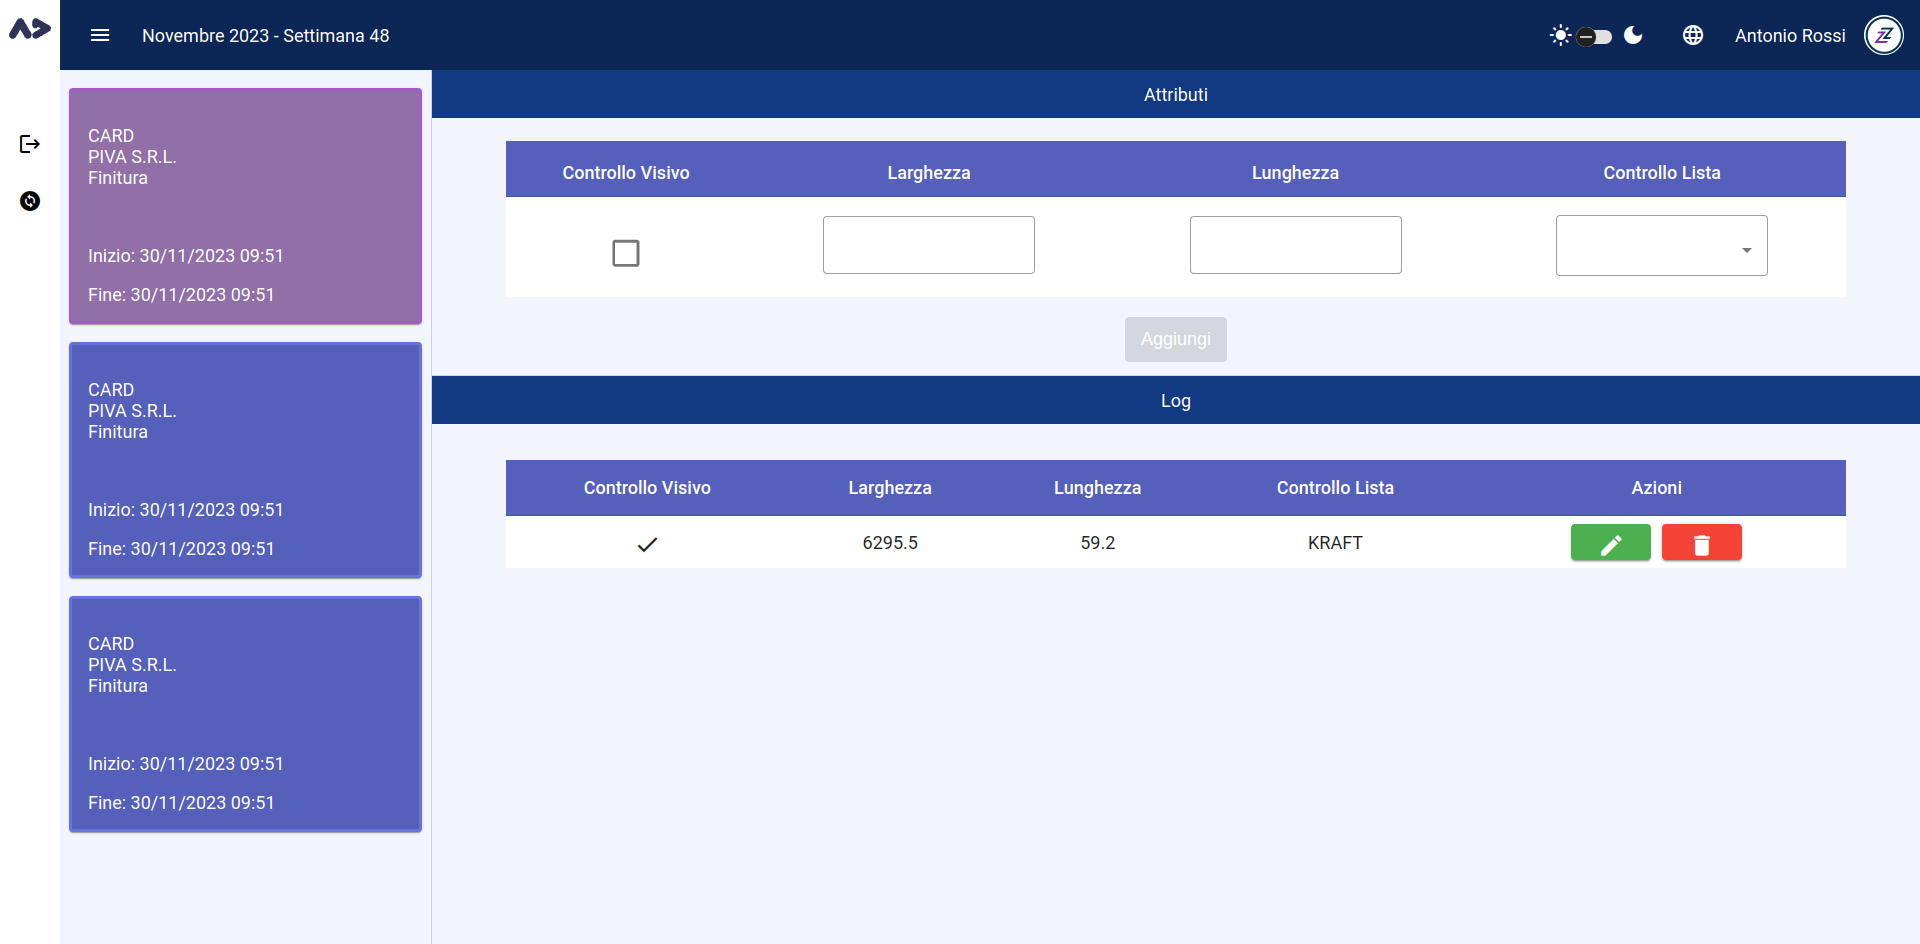 Novembre 2023 - Settimana 48
Antonio Rossi
CARD
PIVA S.R.L.
Finitura
Inizio: 30/11/2023 09:51
Fine: 30/11/2023 09:51
CARD
PIVA S.R.L.
Finitura
Inizio: 30/11/2023 09:51
Fine: 30/11/2023 09:51
CARD
PIVA S.R.L.
Finitura
Inizio: 30/11/2023 09:51
Fine: 30/11/2023 09:51
Attributi
Controllo Visivo Larghezza Lunghezza Controllo Lista
Aggiungi
Log
Controllo Visivo Larghezza Lunghezza Controllo Lista Azioni
6295.5 59.2 KRAFT